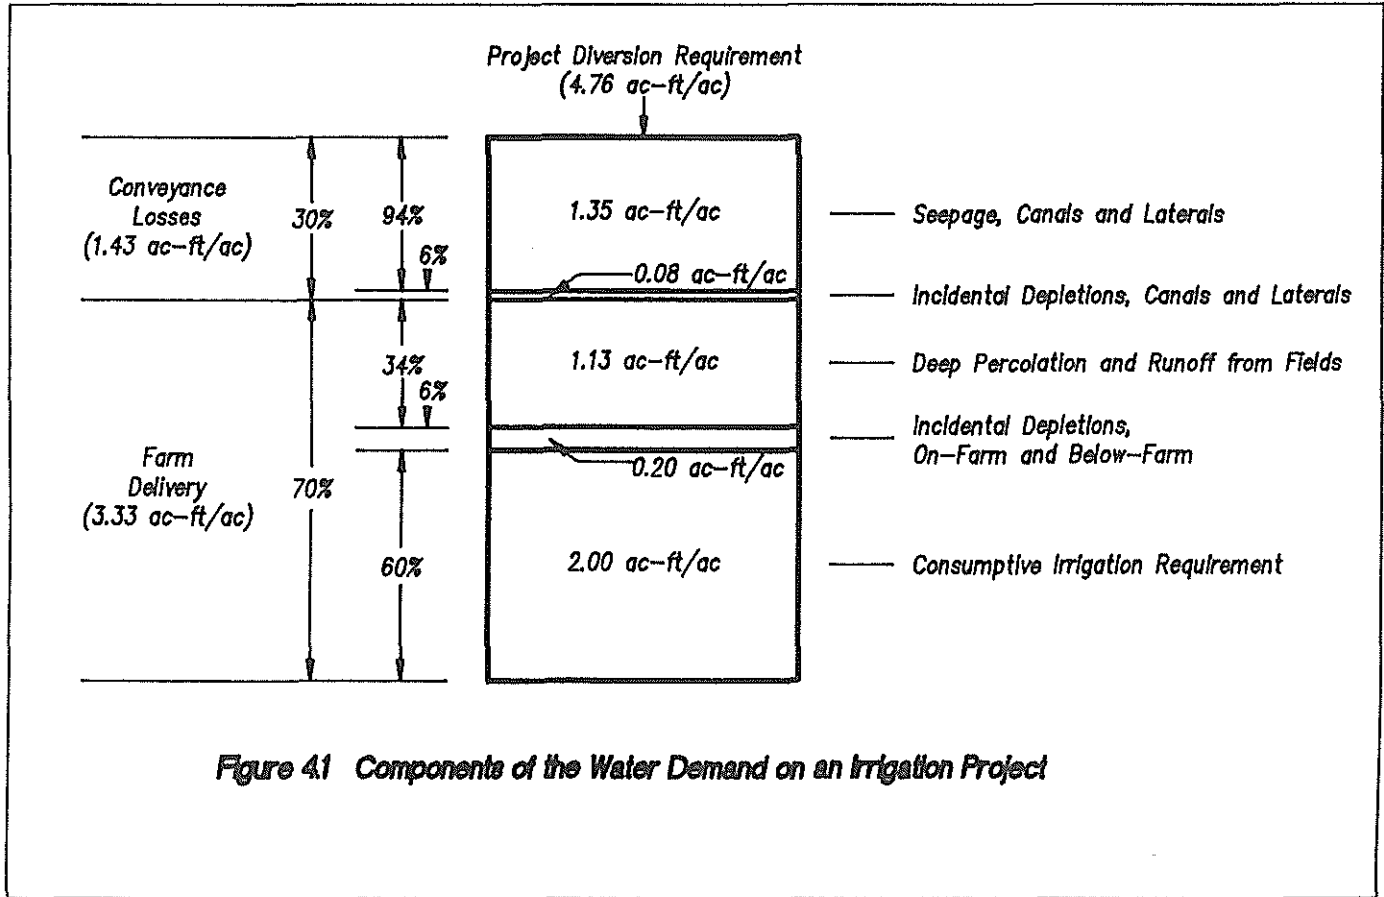 Project Diversion Requirement
(4.76 ac-ft/ac)
Conveyance
Losses
(1.43 ac-ft/ac)
30%
94%
6%
1.35 ac-ft/ac
Seepage, Canals and Laterals
0.08 ac-ft/ac
Incidental Depletions, Canals and Laterals
34%
6%
1.13 ac-ft/ac
Deep Percolation and Runoff from Fields
Incidental Depletions,
On-Farm and Below-Farm
0.20 ac-ft/ac
Farm
Delivery
(3.33 ac-ft/ac)
70%
60%
2.00 ac-ft/ac
Consumptive Irrigation Requirement
Figure 4.1 Components of the Water Demand on an Irrigation Project